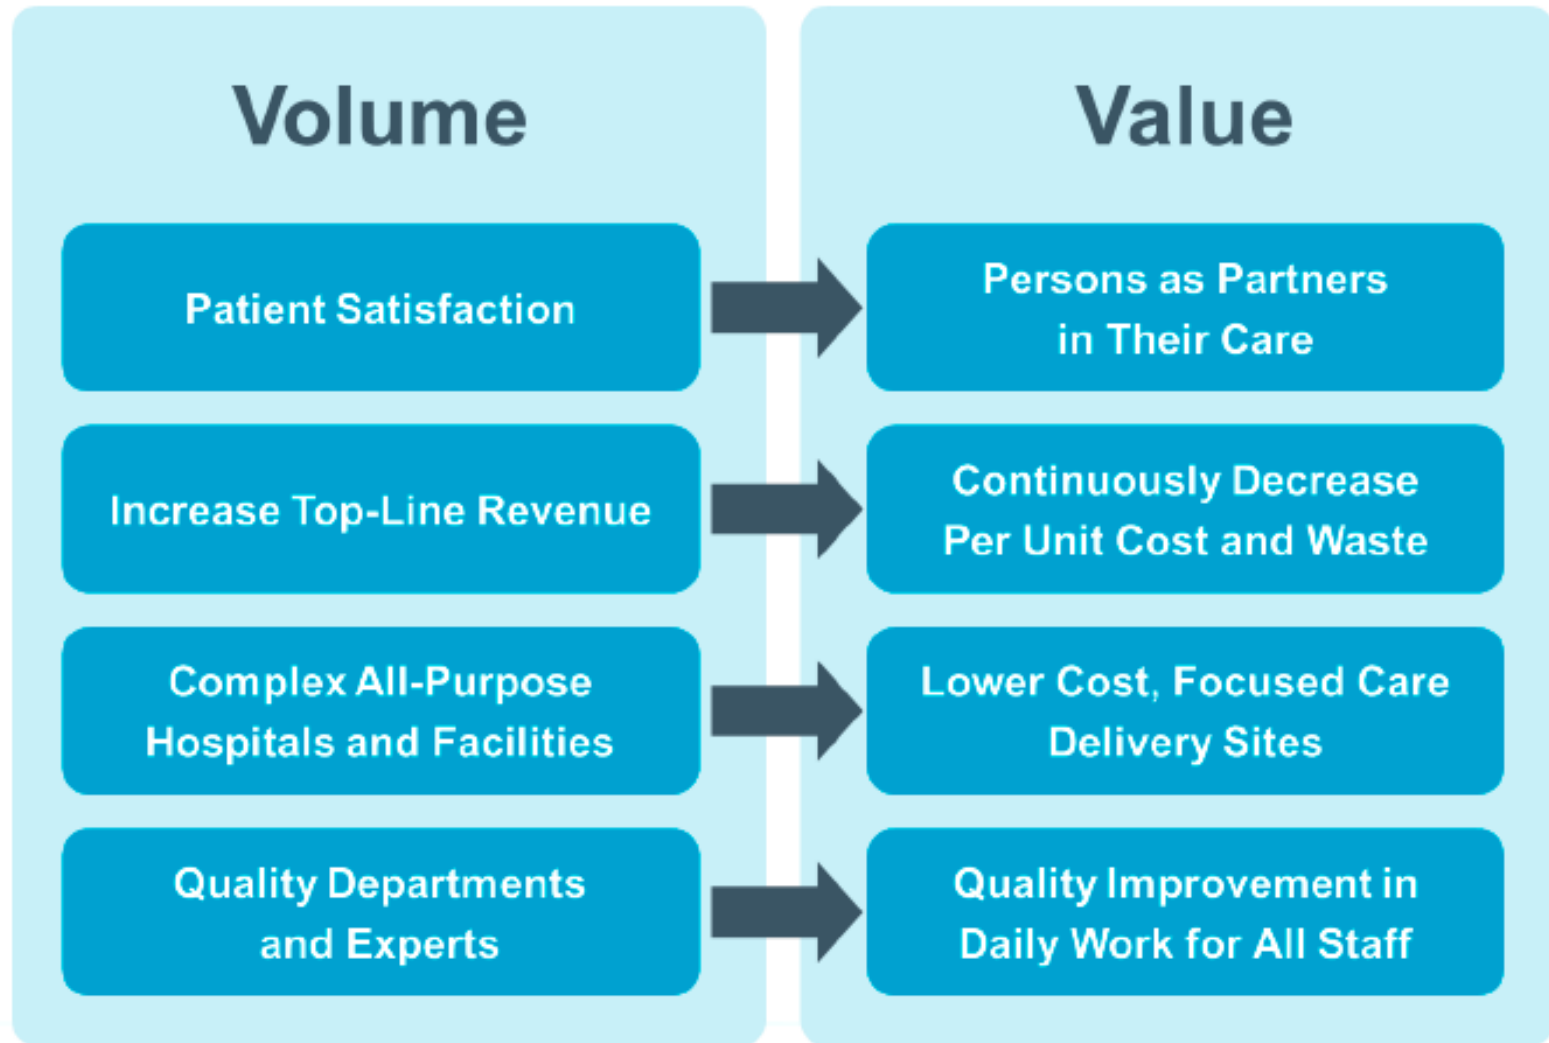 Volume
Patient Satisfaction
Increase Top-Line Revenue
Complex All-Purpose
Hospitals and Facilities
Quality Departments
and Experts
Value
Persons as Partners
in Their Care
Continuously Decrease
Per Unit Cost and Waste
Lower Cost, Focused Care
Delivery Sites
Quality Improvement in
Daily Work for All Staff